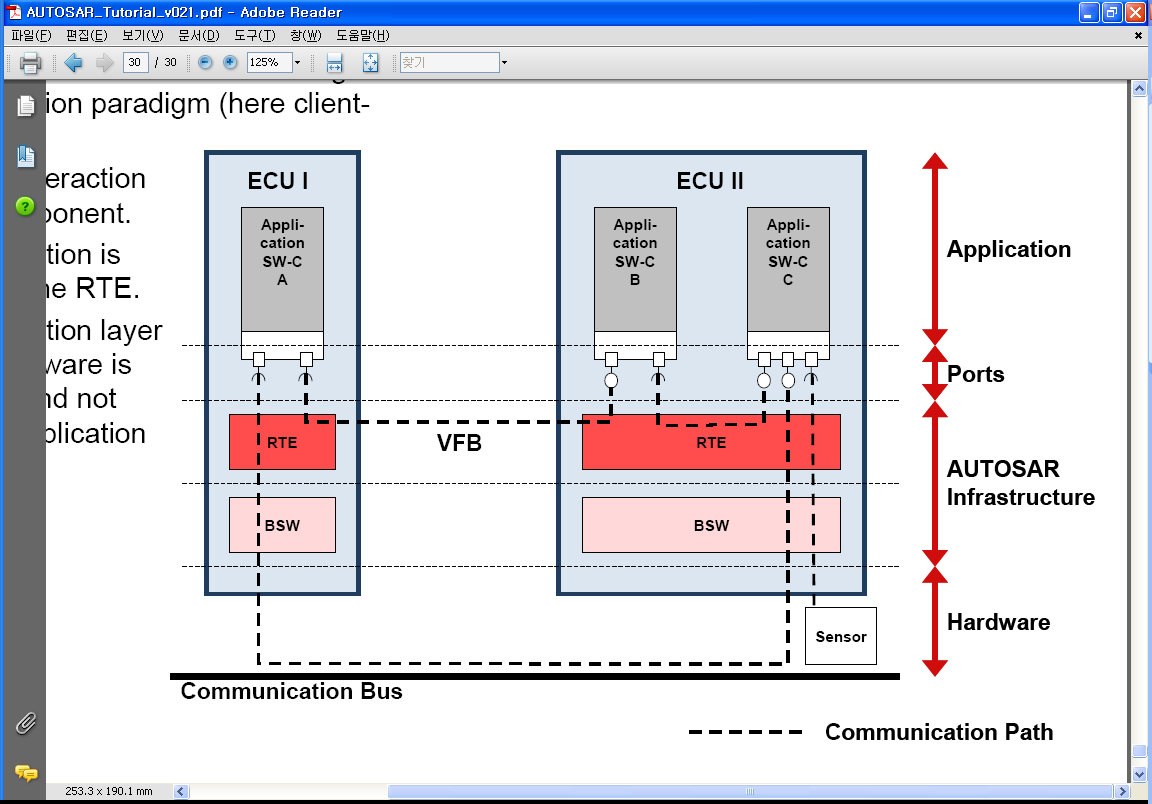 AUTOSAR_Tutorial_v021.pdf - Adobe Reader
파일(F) 편집(E) 보기(V) 문서(D) 도구(T) 창(W) 도움말(H)
30 / 30 125% 찾기
ion paradigm (here client-
eraction
ponent.
tion is
ne RTE.
tion layer
ware is
nd not
plication
ECU I
ECU II
Appli-
cation
SW-C
A
Appli-
cation
SW-C
B
Appli-
cation
SW-C
C
Application
Ports
RTE
VFB
RTE
AUTOSAR
Infrastructure
BSW
BSW
Sensor
Hardware
Communication Bus
Communication Path
253.3 x 190.1 mm